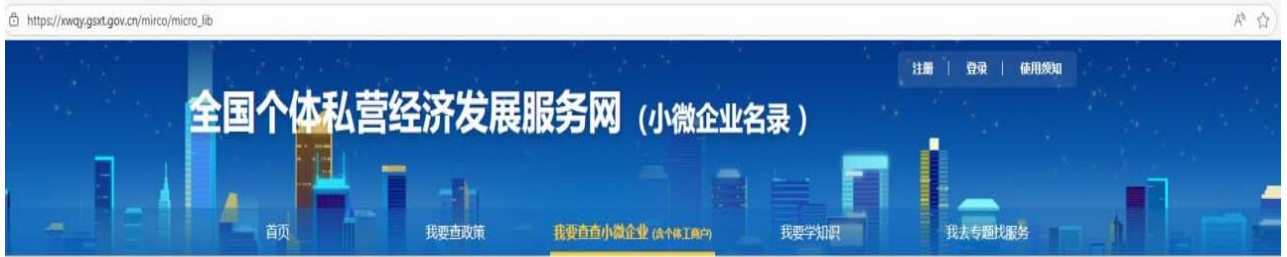 https://xwqy.gsxt.gov.cn/mirco/micro_lib
注册 | 登录 | 使用须知
全国个体私营经济发展服务网（小微企业名录）
首页 我要查政策 我要查查小微企业 (含个体工商户) 我要学知识 我去专题找服务